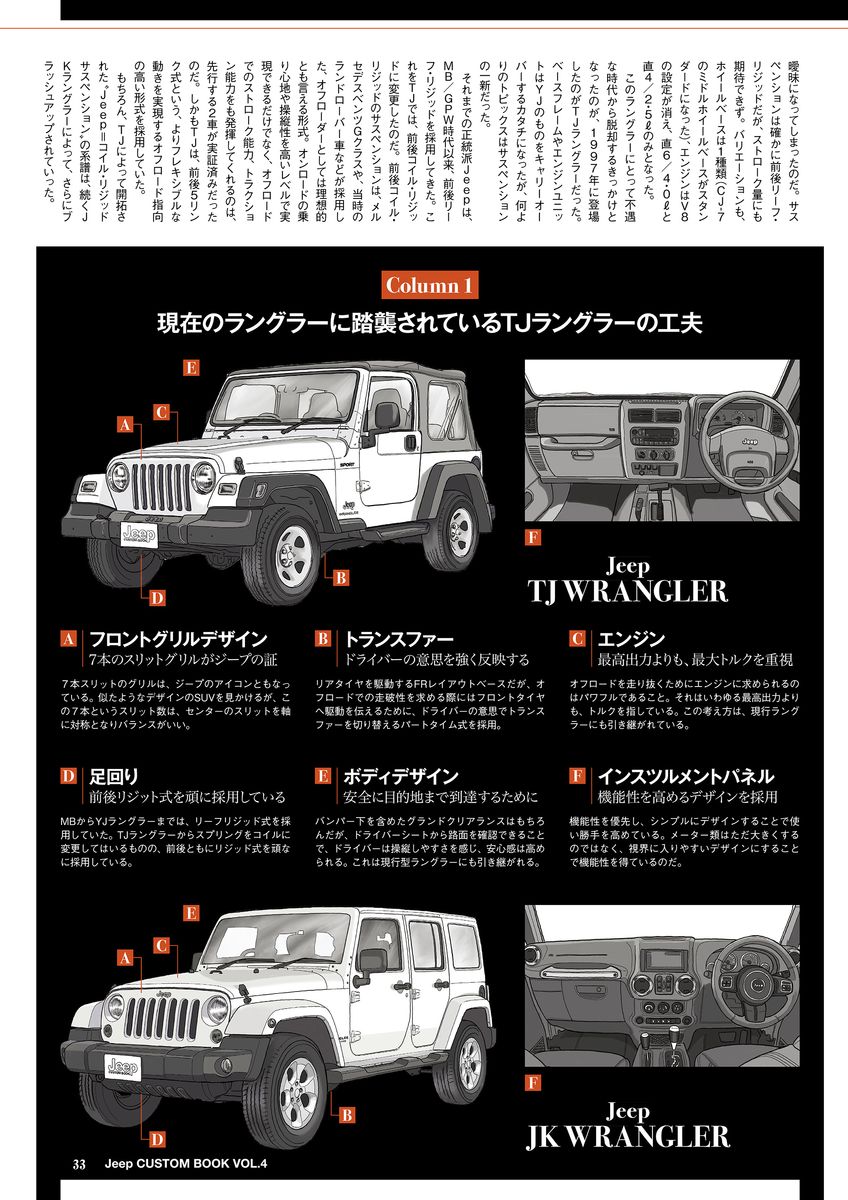 曖昧になってしまったのだ。サス
ペンションは確かに前後リーフ・
リジッドだが、ストローク量にも
期待できず。バリエーションも、
ホイールベースは1種類(CJ-7
のミドルホイールベースがスタン
ダードになった)、エンジンはV8
の設定が消え、直6/4・0ℓと
直4/2・5ℓのみとなった。
このラングラーにとって不遇
な時代から脱却するきっかけと
なったのが、1997年に登場
したのがTJラングラーだった。
ベースフレームやエンジンユニッ
トはYJのものをキャリーオー
バーするカタチになったが、何よ
りのトピックスはサスペンション
の一新だった。
それまでの正統派Jeepは、
MB/GPW時代以来、前後リー
フ・リジッドを採用してきた。こ
れをTJでは、前後コイル・リジッ
ドに変更したのだ。前後コイル・
リジッドのサスペンションは、メル
セデスベンツGクラスや、当時の
ランドローバー車などが採用し
た、オフローダーとしては理想的
とも言える形式。オンロードの乗
り心地や操縦性を高いレベルで実
現できるだけでなく、オフロード
でのストローク能力、トラクショ
ン能力をも発揮してくれるのは、
先行する2車が実証済みだった
のだ。しかもTJは、前後5リン
ク式という、よりフレキシブルな
動きを実現するオフロード指向
の高い形式を採用していた。
もちろん、TJによって開拓さ
れた〝Jeep=コイル・リジッド
サスペンション〟の系譜は、続くJ
Kラングラーによって、さらにブ
ラッシュアップされていった。
Column 1
現在のラングラーに踏襲されているTJラングラーの工夫
E
C
A
SPORT
Jeep
WRANGLER
Jeep
CUSTOM BOOK
B
D
Jeep
F
Jeep
TJ WRANGLER
A フロントグリルデザイン
7本のスリットグリルがジープの証
7本スリットのグリルは、ジープのアイコンともなっ
ている。似たようなデザインのSUVを見かけるが、こ
の7本というスリット数は、センターのスリットを軸
に対称となりバランスがいい。
B トランスファー
ドライバーの意思を強く反映する
リアタイヤを駆動するFRレイアウトベースだが、オ
フロードでの走破性を求める際にはフロントタイヤ
へ駆動を伝えるために、ドライバーの意思でトランス
ファーを切り替えるパートタイム式を採用。
C エンジン
最高出力よりも、最大トルクを重視
オフロードを走り抜くためにエンジンに求められるの
はパワフルであること。それはいわゆる最高出力より
も、トルクを指している。この考え方は、現行ラング
ラーにも引き継がれている。
D 足回り
前後リジット式を頑に採用している
MBからYJラングラーまでは、リーフリジッド式を採
用していた。TJラングラーからスプリングをコイルに
変更してはいるものの、前後ともにリジッド式を頑な
に採用している。
E ボディデザイン
安全に目的地まで到達するために
バンパー下を含めたグランドクリアランスはもちろ
んだが、ドライバーシートから路面を確認できること
で、ドライバーは操縦しやすさを感じ、安心感は高め
られる。これは現行型ラングラーにも引き継がれる。
F インスツルメントパネル
機能性を高めるデザインを採用
機能性を優先し、シンプルにデザインすることで使
い勝手を高めている。メーター類はただ大きくする
のではなく、視界に入りやすいデザインにすること
で機能性を得ているのだ。
E
C
A
Jeep
Jeep
CUSTOM BOOK
B
D
F
Jeep
JK WRANGLER
33 Jeep CUSTOM BOOK VOL.4